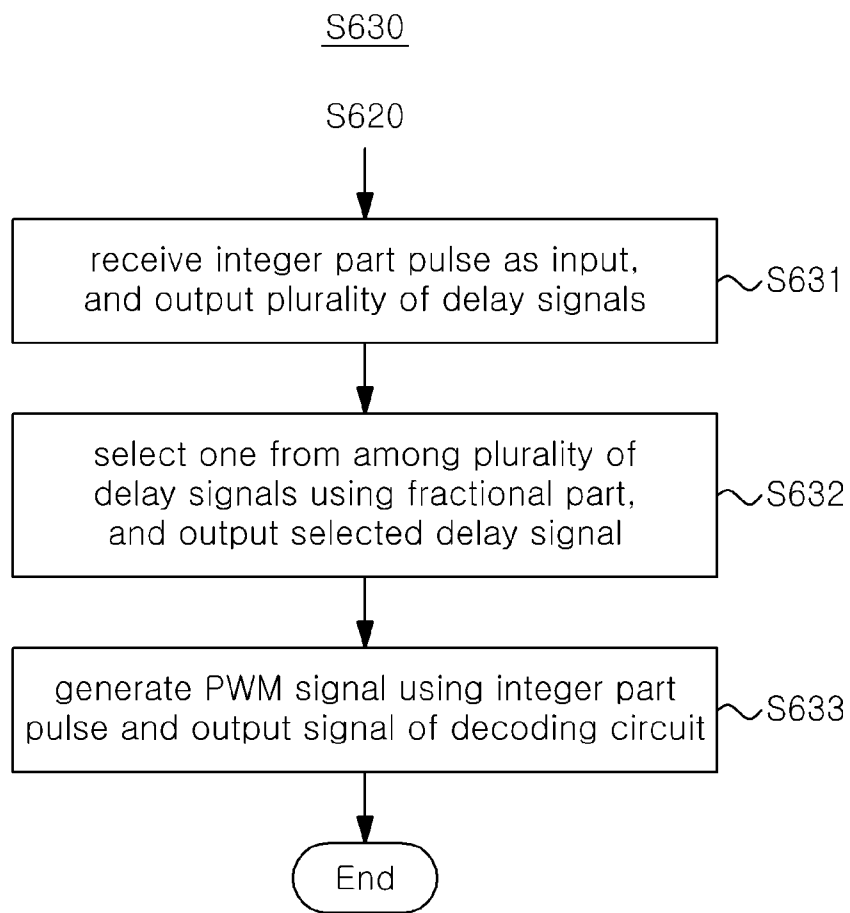 S630
S620
receive integer part pulse as input,
and output plurality of delay signals
S631
select one from among plurality of
delay signals using fractional part,
and output selected delay signal
S632
generate PWM signal using integer part
pulse and output signal of decoding circuit
S633
End